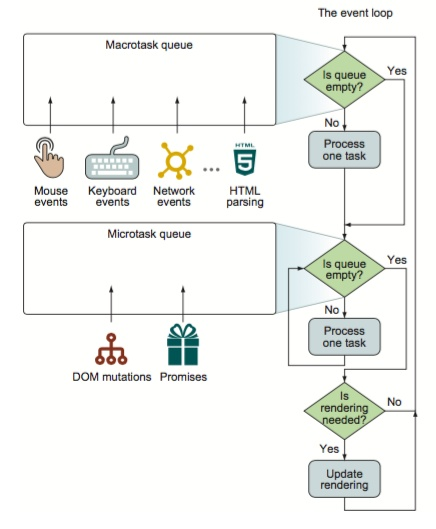 The event loop
Macrotask queue
Is queue
empty?
Yes
No
Process
one task
HTML
5
Mouse
events
Keyboard
events
Network
events
...
HTML
parsing
Microtask queue
Is queue
empty?
Yes
No
Process
one task
DOM mutations
Promises
Is
rendering
needed?
No
Yes
Update
rendering